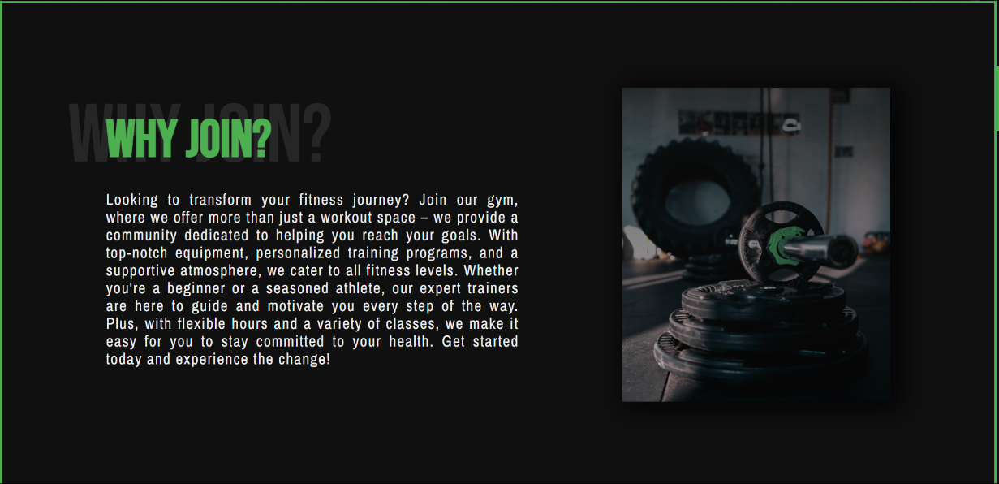 WHY JOIN?
WHY JOIN?
Looking to transform your fitness journey? Join our gym,
where we offer more than just a workout space – we provide a
community dedicated to helping you reach your goals. With
top-notch equipment, personalized training programs, and a
supportive atmosphere, we cater to all fitness levels. Whether
you're a beginner or a seasoned athlete, our expert trainers
are here to guide and motivate you every step of the way.
Plus, with flexible hours and a variety of classes, we make it
easy for you to stay committed to your health. Get started
today and experience the change!